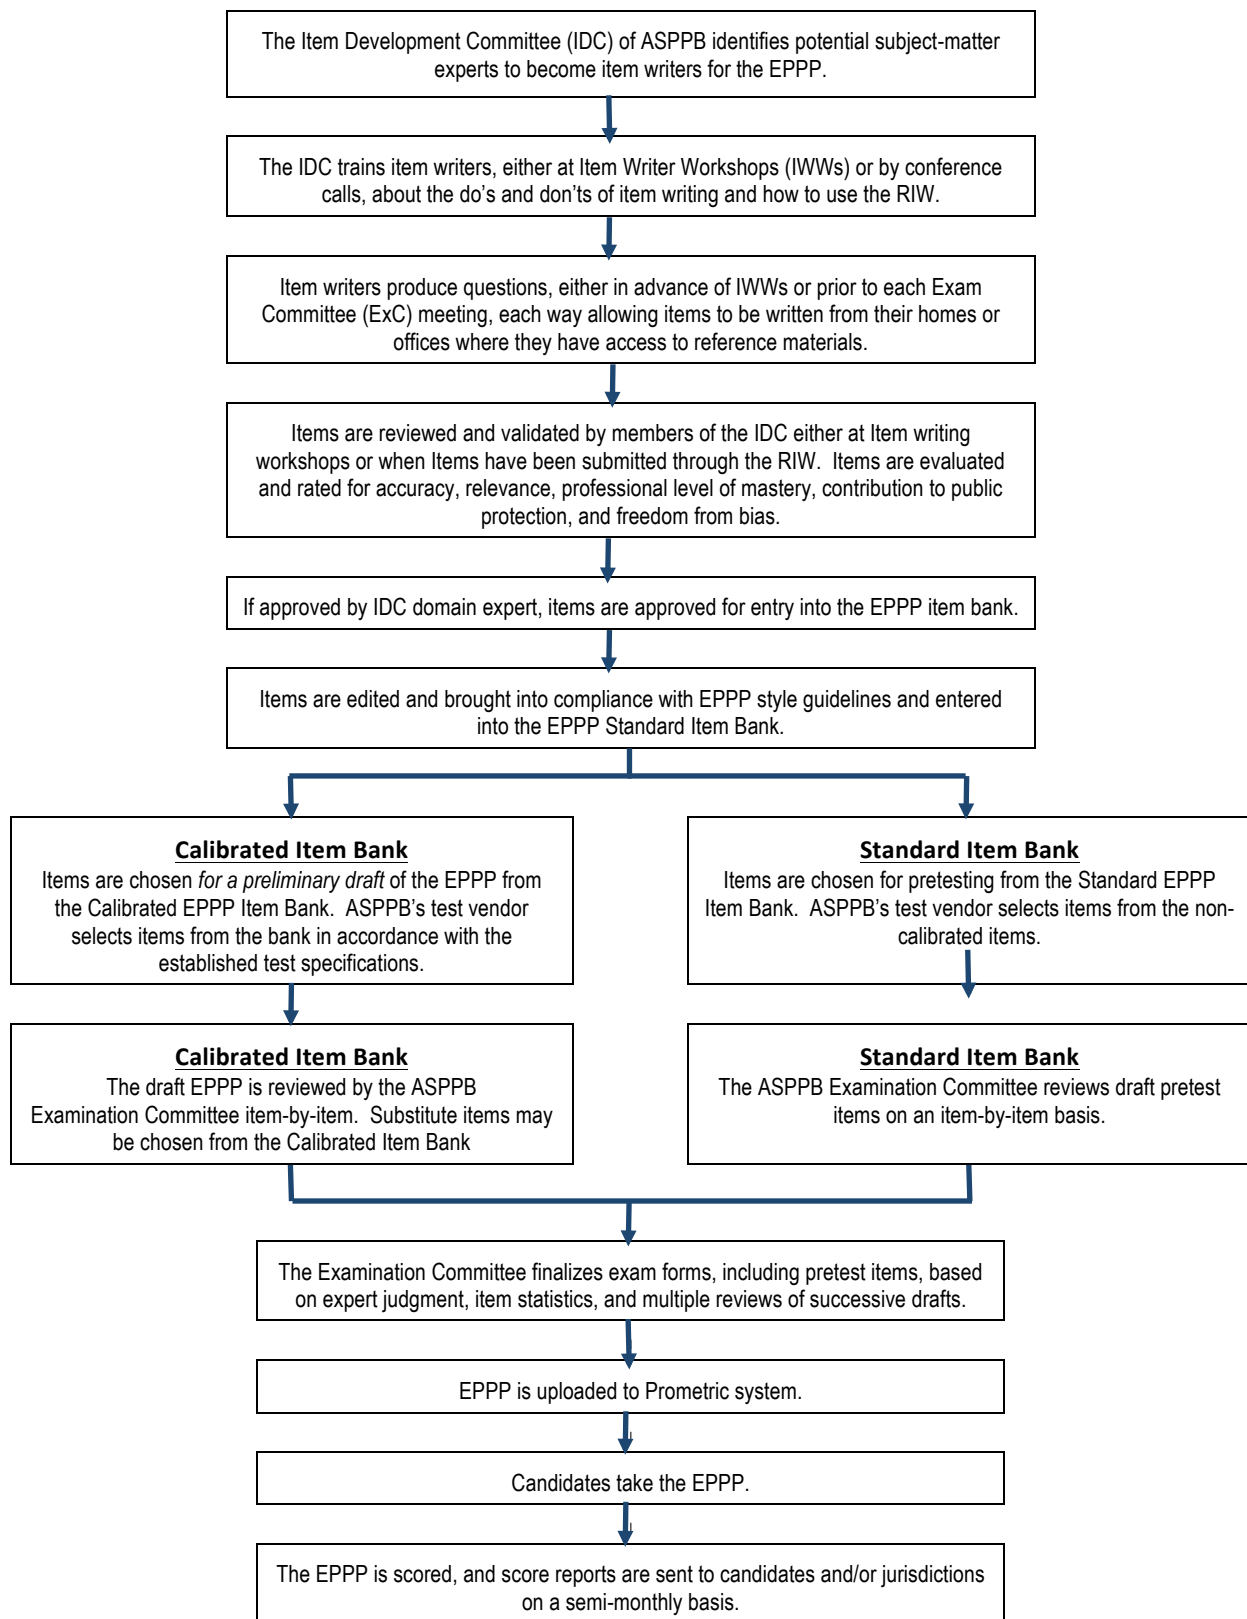 The Item Development Committee (IDC) of ASPPB identifies potential subject-matter
experts to become item writers for the EPPP.
The IDC trains item writers, either at Item Writer Workshops (IWWs) or by conference
calls, about the do’s and don’ts of item writing and how to use the RIW.
Item writers produce questions, either in advance of IWWs or prior to each Exam
Committee (ExC) meeting, each way allowing items to be written from their homes or
offices where they have access to reference materials.
Items are reviewed and validated by members of the IDC either at Item writing
workshops or when Items have been submitted through the RIW.  Items are evaluated
and rated for accuracy, relevance, professional level of mastery, contribution to public
protection, and freedom from bias.
If approved by IDC domain expert, items are approved for entry into the EPPP item bank.
Items are edited and brought into compliance with EPPP style guidelines and entered
into the EPPP Standard Item Bank.
Calibrated Item Bank
Items are chosen for a preliminary draft of the EPPP from
the Calibrated EPPP Item Bank.  ASPPB’s test vendor
selects items from the bank in accordance with the
established test specifications.
Standard Item Bank
Items are chosen for pretesting from the Standard EPPP
Item Bank.  ASPPB’s test vendor selects items from the non-
calibrated items.
Calibrated Item Bank
The draft EPPP is reviewed by the ASPPB
Examination Committee item-by-item.  Substitute items may
be chosen from the Calibrated Item Bank
Standard Item Bank
The ASPPB Examination Committee reviews draft pretest
items on an item-by-item basis.
The Examination Committee finalizes exam forms, including pretest items, based
on expert judgment, item statistics, and multiple reviews of successive drafts.
EPPP is uploaded to Prometric system.
Candidates take the EPPP.
The EPPP is scored, and score reports are sent to candidates and/or jurisdictions
on a semi-monthly basis.